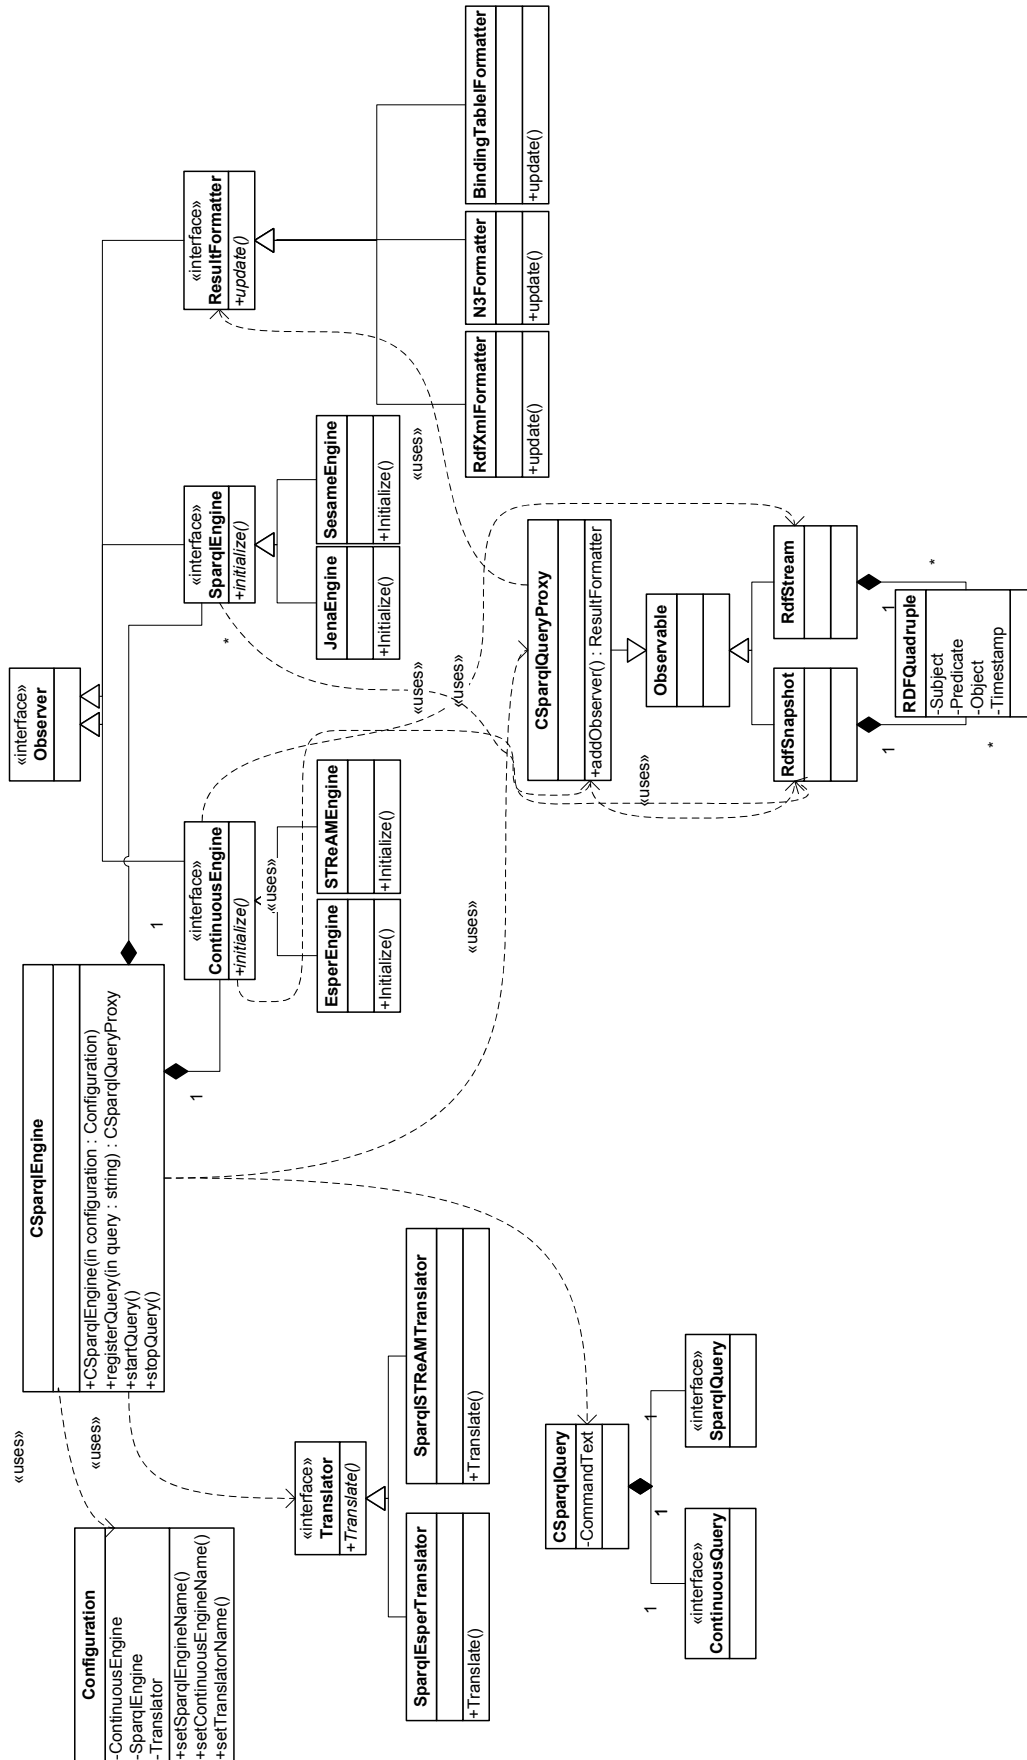 «interface»
Observer
CSparqlEngine
+CSparqlEngine(in configuration : Configuration)
+registerQuery(in query : string) : CSparqlQueryProxy
+startQuery()
+stopQuery()
1
1
«uses»
«uses»
Configuration
-ContinuousEngine
-SparqlEngine
-Translator
+setSparqlEngineName()
+setContinuousEngineName()
+setTranslatorName()
«interface»
Translator
+Translate()
SparqlEsperTranslator
+Translate()
SparqlSTReAMTranslator
+Translate()
«interface»
ContinuousEngine
+initialize()
«uses»
EsperEngine
+Initialize()
STReAMEngine
+Initialize()
«interface»
SparqlEngine
+initialize()
*
JenaEngine
+Initialize()
SesameEngine
+Initialize()
«interface»
ResultFormatter
+update()
RdfXmlFormatter
+update()
N3Formatter
+update()
BindingTableIFormatter
+update()
«uses»
«uses»
«uses»
«uses»
«uses»
CSparqlQuery
-CommandText
1
1
1
«interface»
ContinuousQuery
«interface»
SparqlQuery
CSparqlQueryProxy
+addObserver() : ResultFormatter
Observable
RdfSnapshot
RdfStream
1
1
*
*
RDFQuadruple
-Subject
-Predicate
-Object
-Timestamp